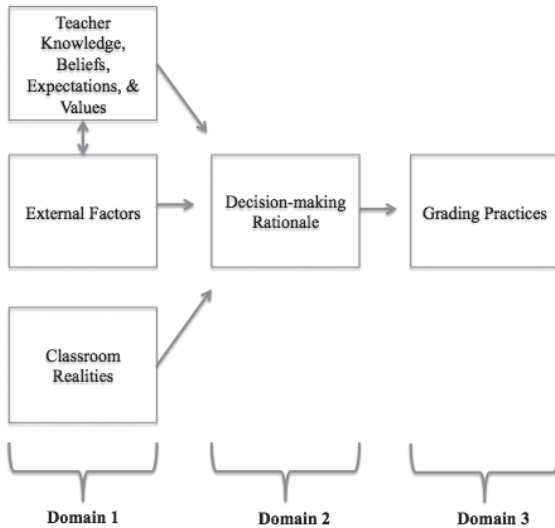 Teacher
Knowledge,
Beliefs,
Expectations, &
Values
External Factors
Decision-making
Rationale
Grading Practices
Classroom
Realities
Domain 1
Domain 2
Domain 3